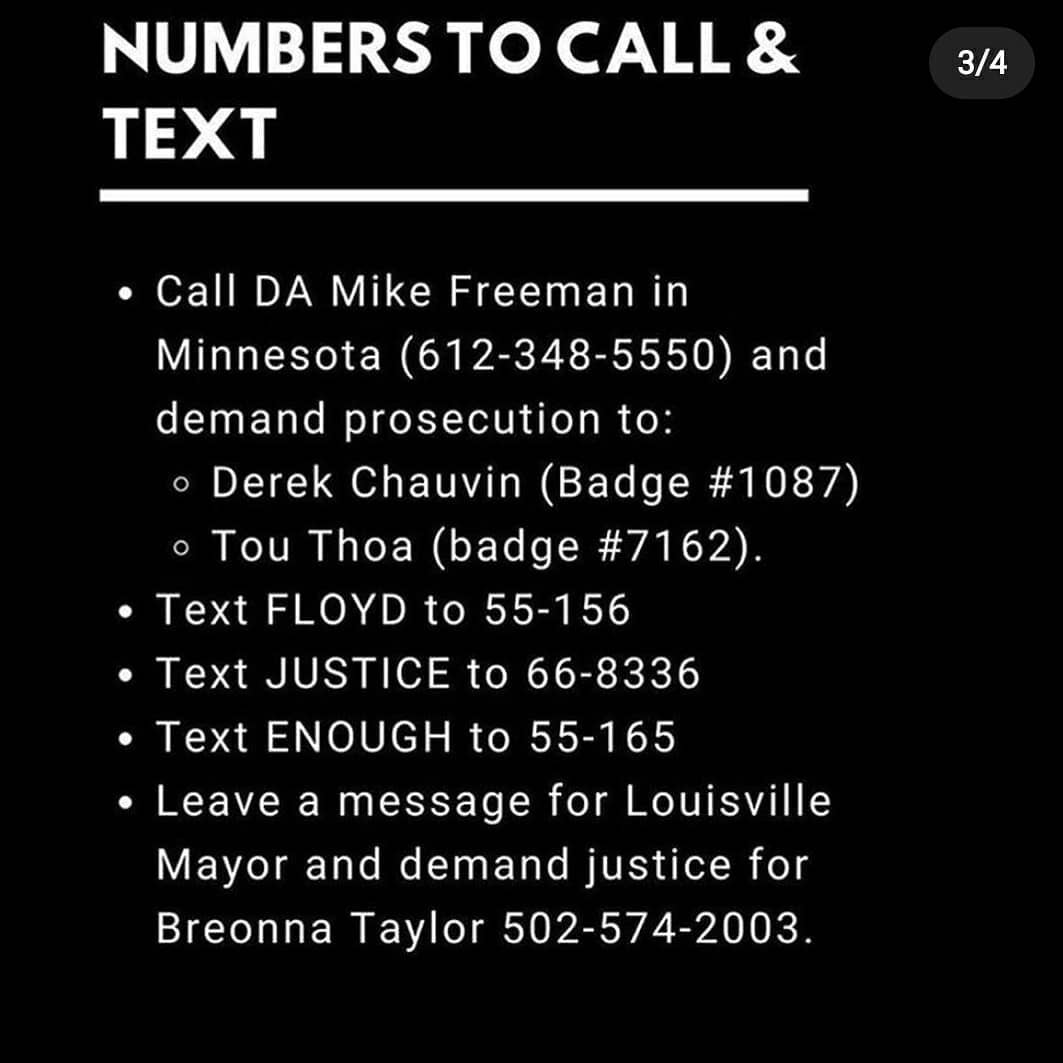 NUMBERS TO CALL &
TEXT
3/4
• Call DA Mike Freeman in
Minnesota (612-348-5550) and
demand prosecution to:
◦ Derek Chauvin (Badge #1087)
◦ Tou Thoa (badge #7162).
• Text FLOYD to 55-156
• Text JUSTICE to 66-8336
• Text ENOUGH to 55-165
• Leave a message for Louisville
Mayor and demand justice for
Breonna Taylor 502-574-2003.